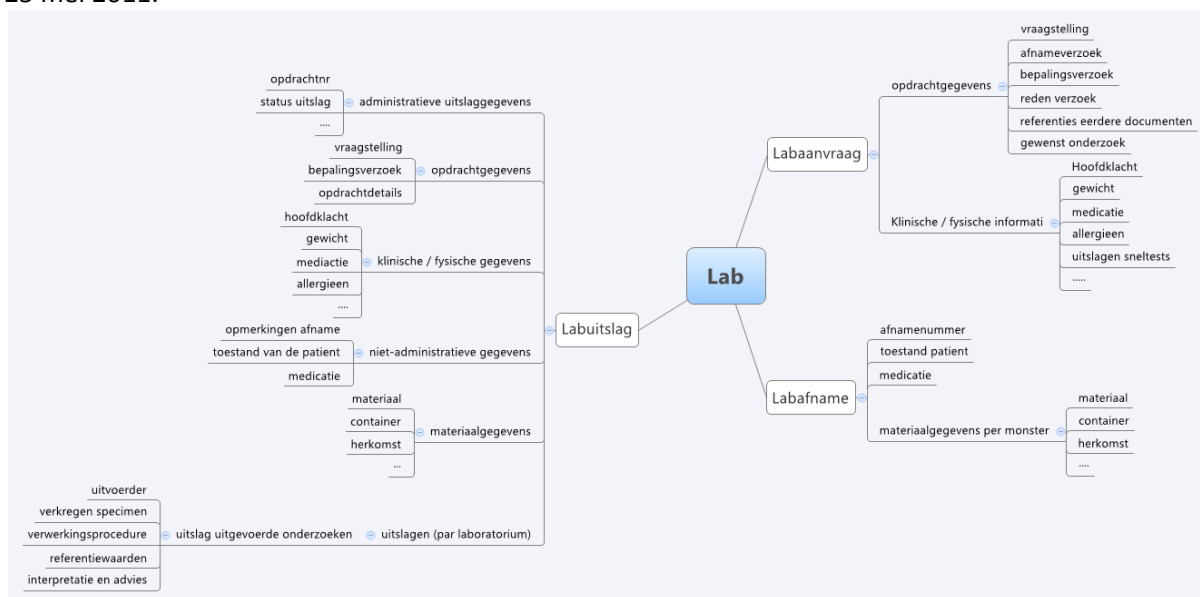 opdrachtnr
status uitslag
....
administratieve uitslaggegevens
vraagstelling
bepalingsverzoek
opdrachtdetails
opdrachtgegevens
hoofdklacht
gewicht
mediactie
allergieen
....
klinische / fysische gegevens
opmerkingen afname
toestand van de patient
medicatie
niet-administratieve gegevens
materiaal
container
herkomst
...
materiaalgegevens
uitvoerder
verkregen specimen
verwerkingsprocedure
referentiewaarden
interpretatie en advies
uitslag uitgevoerde onderzoeken
uitslagen (par laboratorium)
Labuitslag
Lab
Labaanvraag
opdrachtgegevens
vraagstelling
afnameverzoek
bepalingsverzoek
reden verzoek
referenties eerdere documenten
gewenst onderzoek
Klinische / fysische informati
Hoofdklacht
gewicht
medicatie
allergieen
uitslagen sneltests
.....
Labafname
afnamenummer
toestand patient
medicatie
materiaalgegevens per monster
materiaal
container
herkomst
....